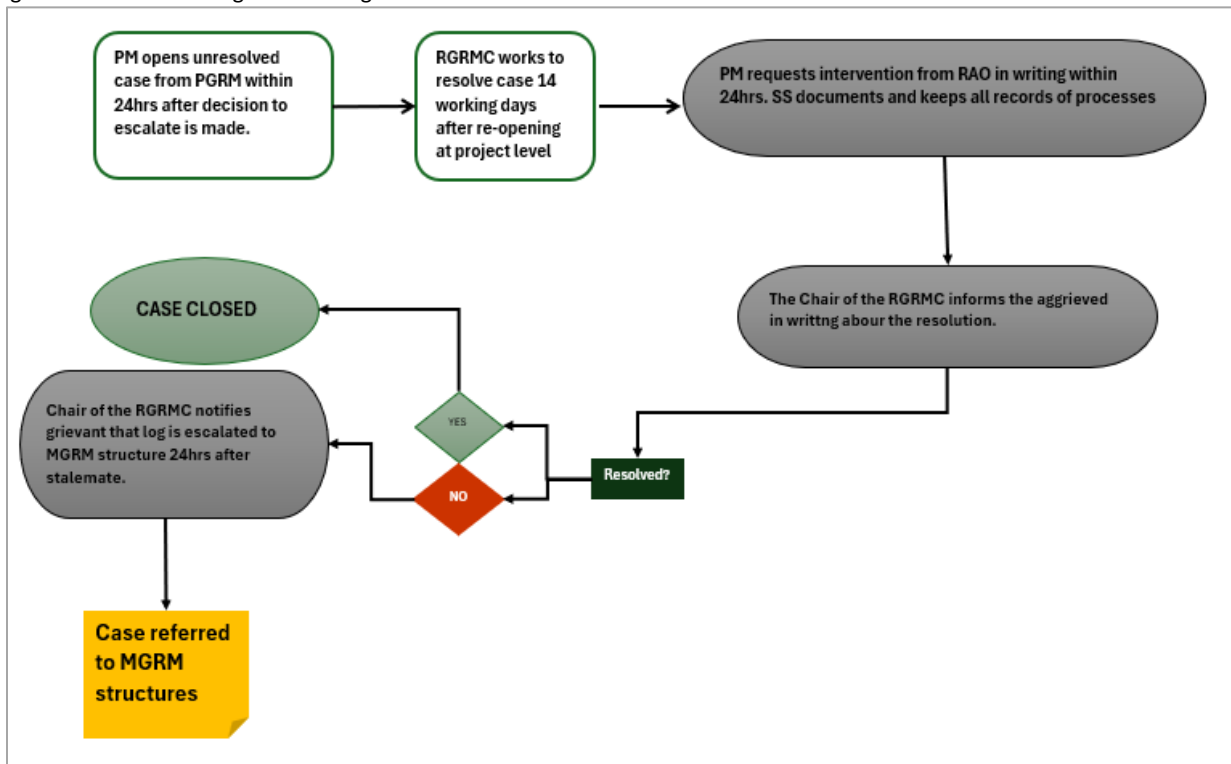 PM opens unresolved
case from PGRM within
24hrs after decision to
escalate is made.
RGRMC works to
resolve case 14
working days
after re-opening
at project level
PM requests intervention from RAO in writing within
24hrs. SS documents and keeps all records of processes
The Chair of the RGRMC informs the aggrieved
in writtng abour the resolution.
Resolved?
YES
NO
CASE CLOSED
Chair of the RGRMC notifies
grievant that log is escalated to
MGRM structure 24hrs after
stalemate.
Case referred
to MGRM
structures